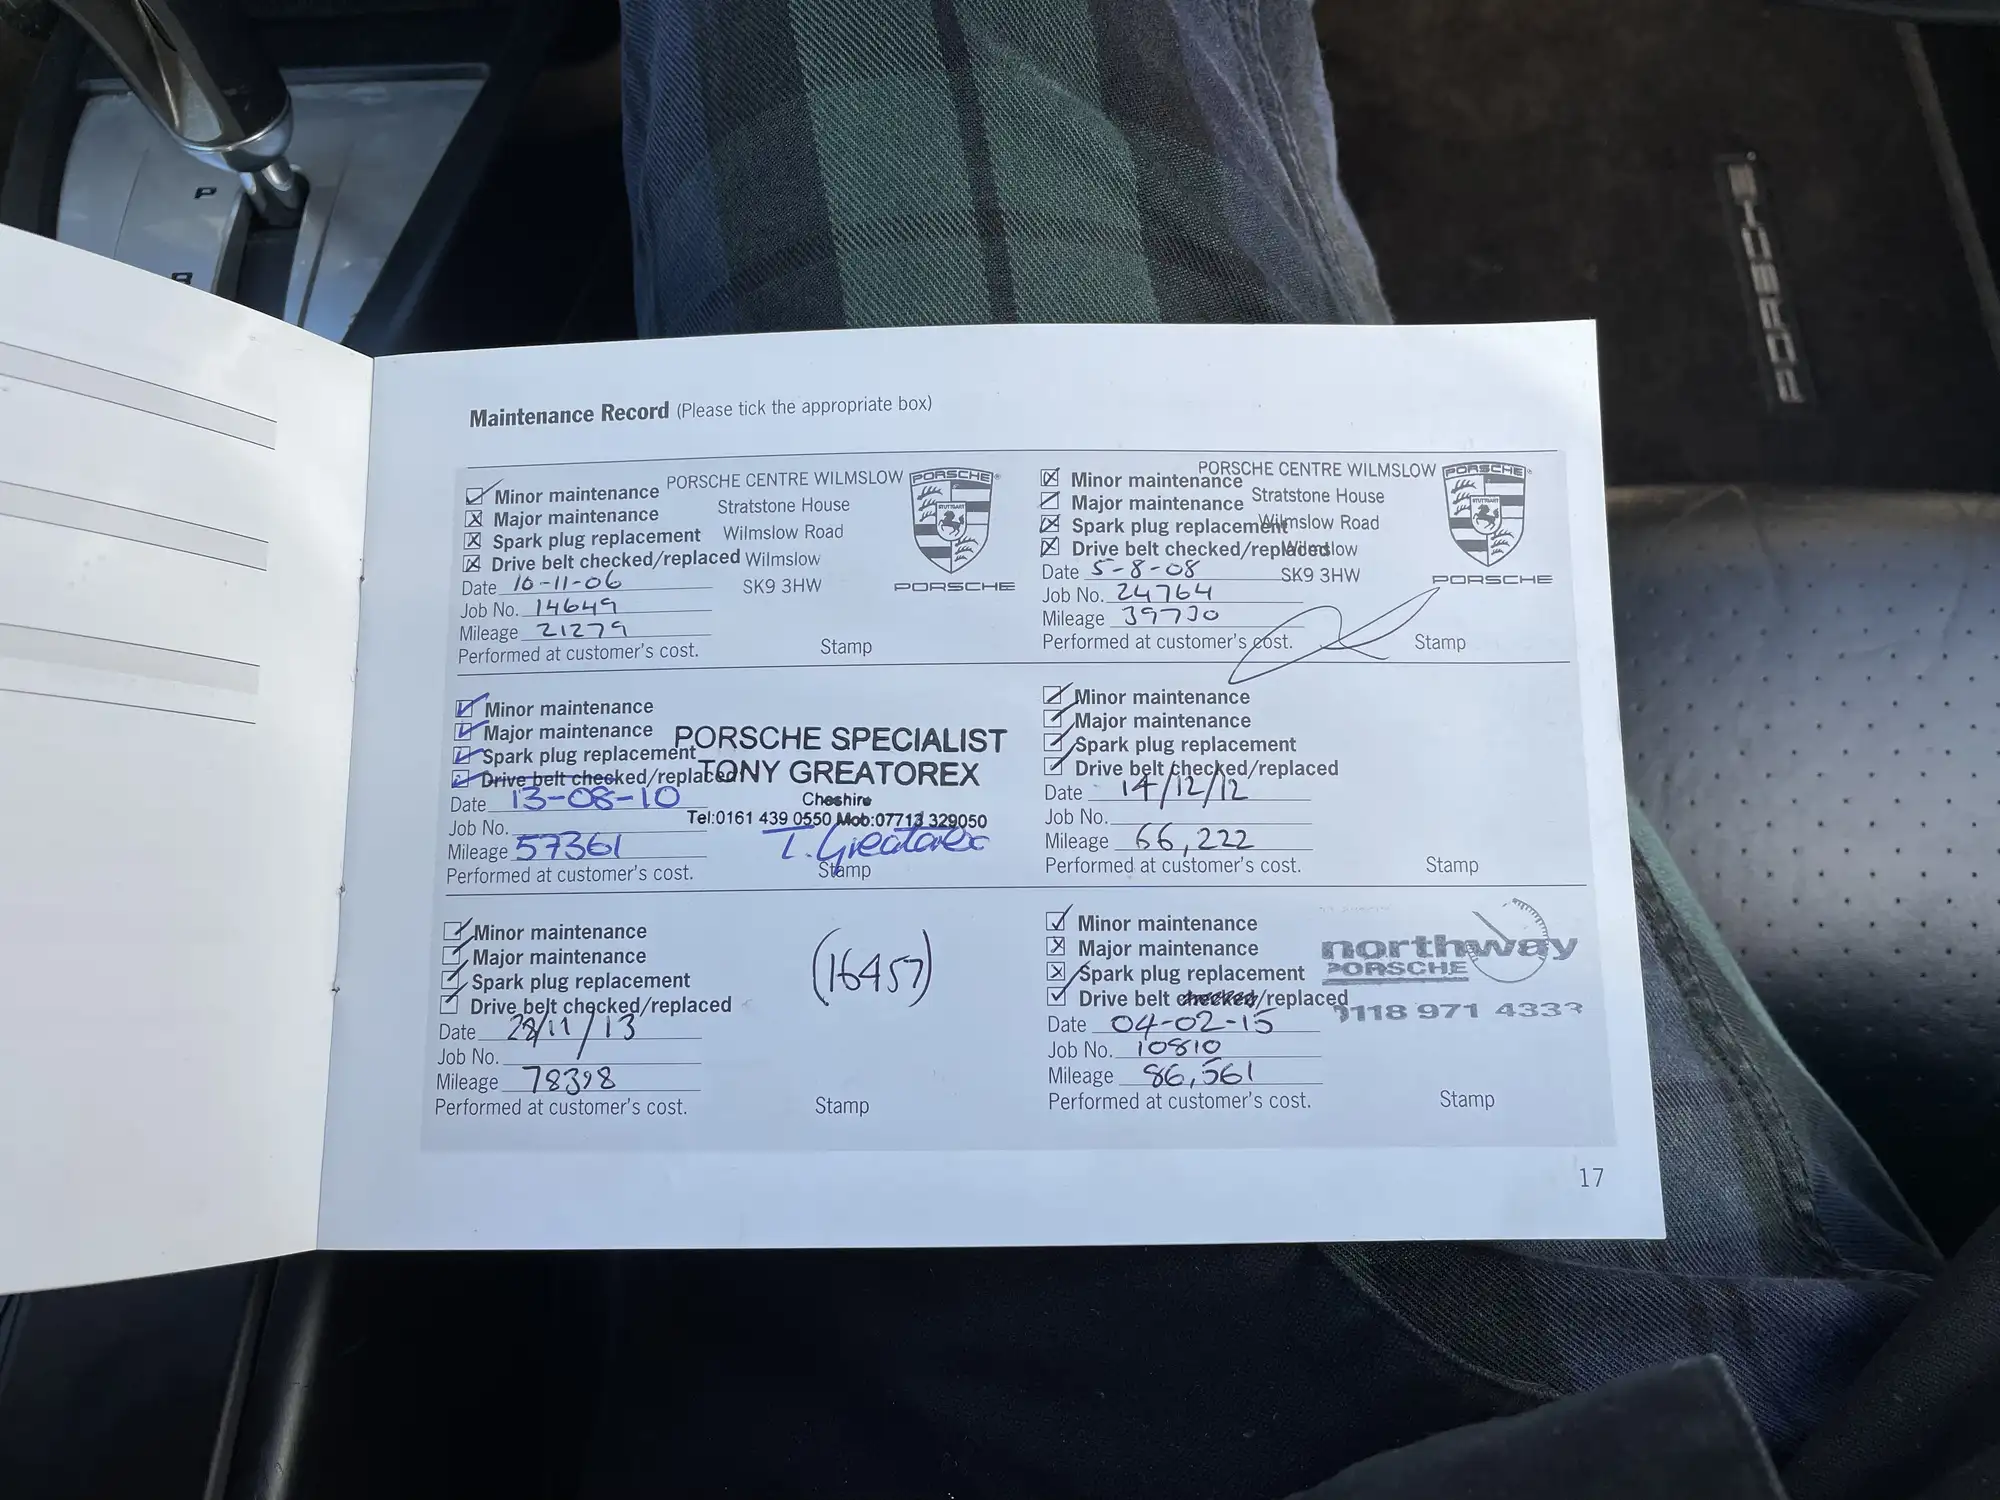 P
R
PORSCHE
Maintenance Record (Please tick the appropriate box)
Minor maintenance
Major maintenance
Spark plug replacement
Drive belt checked/replaced
Date 10-11-06
Job No. 14649
Mileage 21279
Performed at customer's cost.
PORSCHE CENTRE WILMSLOW
Stratstone House
Wilmslow Road
Wilmslow
SK9 3HW
PORSCHE
STUTTGART
PORSCHE
Stamp
Minor maintenance
Major maintenance
Spark plug replacement
Drive belt checked/replaced
Date 5-8-08
Job No. 24764
Mileage 39730
Performed at customer's cost.
PORSCHE CENTRE WILMSLOW
Stratstone House
Wilmslow Road
Wilmslow
SK9 3HW
PORSCHE
STUTTGART
PORSCHE
Stamp
Minor maintenance
Major maintenance
Spark plug replacement
Drive belt checked/replaced
Date 13-08-10
Job No.
Mileage 57361
Performed at customer's cost.
PORSCHE SPECIALIST
TONY GREATOREX
Cheshire
Tel:0161 439 0550 Mob:07713 329050
T. Greatorex
Stamp
Minor maintenance
Major maintenance
Spark plug replacement
Drive belt checked/replaced
Date 14/12/12
Job No.
Mileage 66,222
Performed at customer's cost.
Stamp
Minor maintenance
Major maintenance
Spark plug replacement
Drive belt checked/replaced
Date 28/11/13
Job No.
Mileage 78398
Performed at customer's cost.
(16457)
Stamp
Minor maintenance
Major maintenance
Spark plug replacement
Drive belt checked/replaced
Date 04-02-15
Job No. 10810
Mileage 86,561
Performed at customer's cost.
northway
PORSCHE
0118 971 4333
Stamp
17